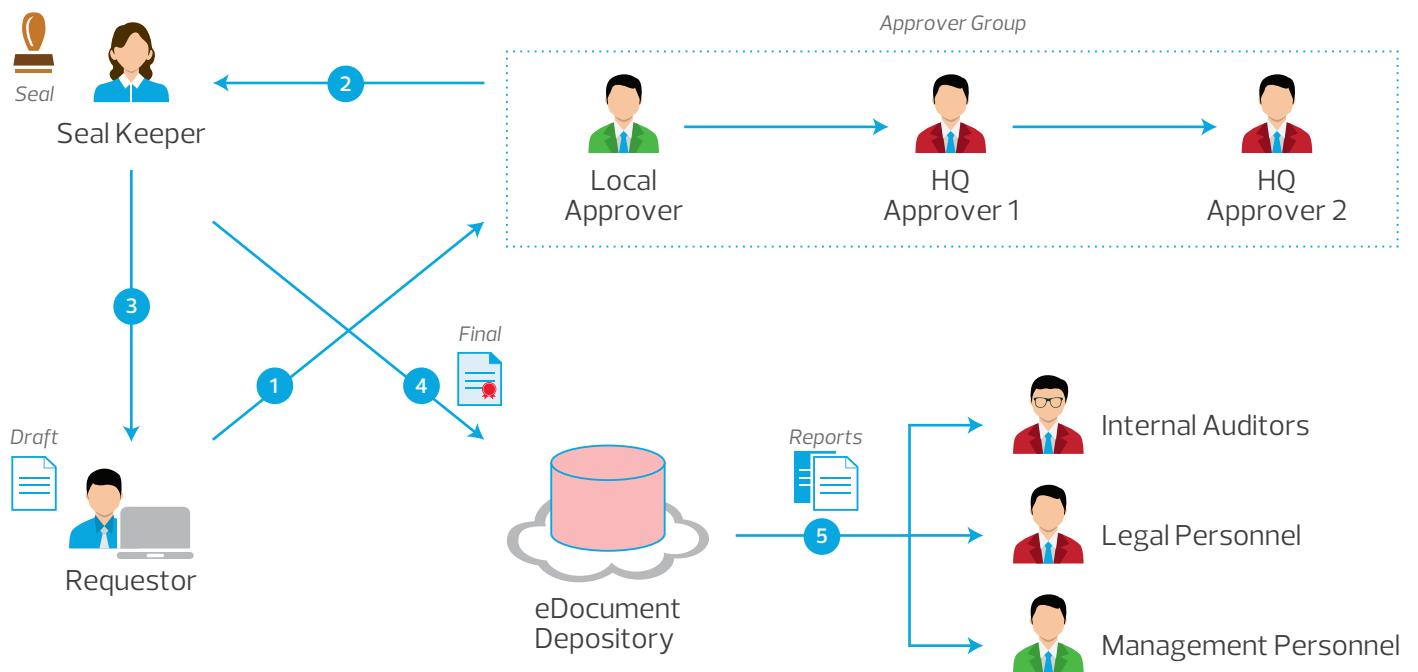 Approver Group
Seal
Seal Keeper
2
Local
Approver
HQ
Approver 1
HQ
Approver 2
3
1
4
Final
Draft
Requestor
eDocument
Depository
Reports
5
Internal Auditors
Legal Personnel
Management Personnel